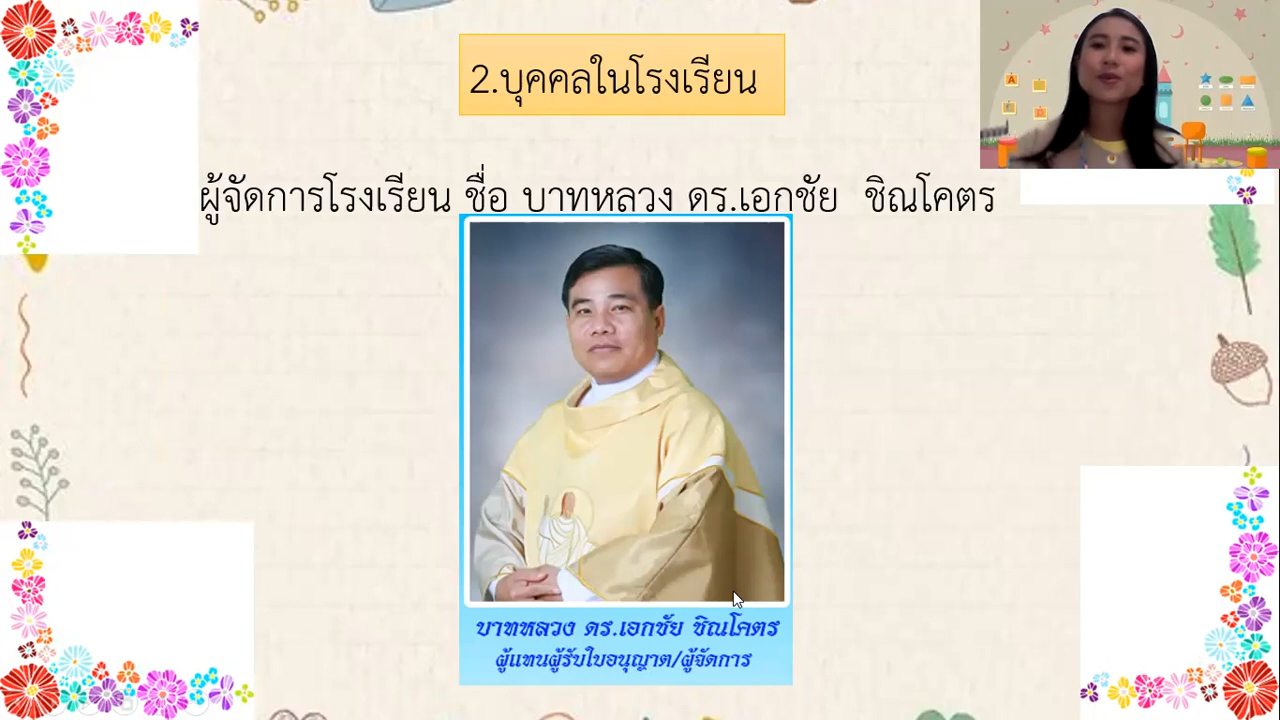 2.บุคคลในโรงเรียน
ผู้จัดการโรงเรียน ชื่อ บาทหลวง ดร.เอกชัย ชิณโคตร
บาทหลวง ดร.เอกชัย ชิณโคตร
ผู้แทนผู้รับใบอนุญาต/ผู้จัดการ
A